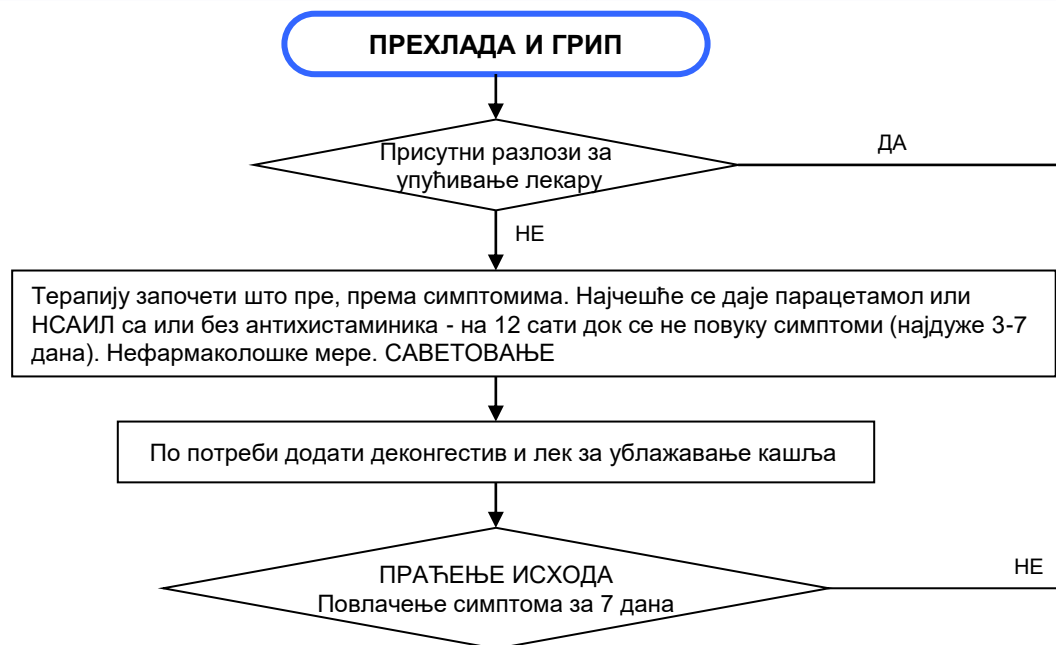 ПРЕХЛАДА И ГРИП
Присутни разлози за
упућивање лекару
ДА
НЕ
Терапију започети што пре, према симптомима. Најчешће се даје парацетамол или
НСАИЛ са или без антихистаминика - на 12 сати док се не повуку симптоми (најдуже 3-7
дана). Нефармаколошке мере. САВЕТОВАЊЕ
По потреби додати деконгестив и лек за ублажавање кашља
ПРАЋЕЊЕ ИСХОДА
Повлачење симптома за 7 дана
НЕ